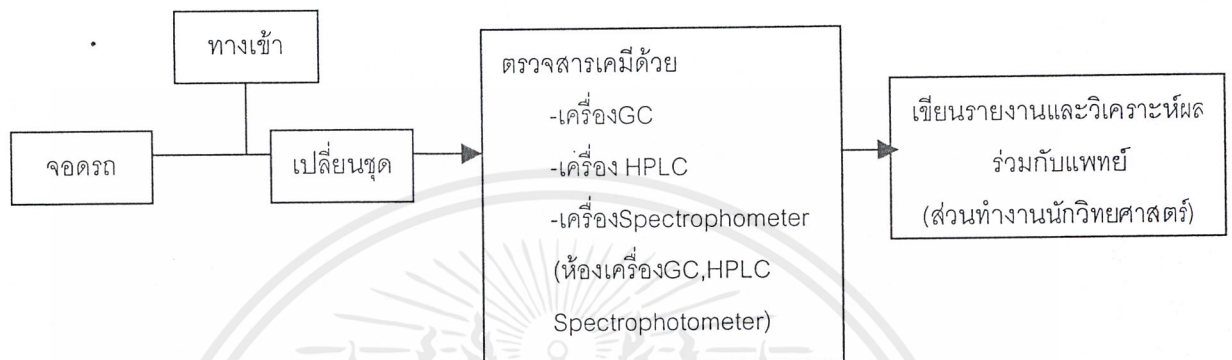 ทางเข้า
จอดรถ
เปลี่ยนชุด
ตรวจสารเคมีด้วย
-เครื่องGC
-เครื่อง HPLC
-เครื่องSpectrophometer
(ห้องเครื่องGC,HPLC
Spectrophotometer)
เขียนรายงานและวิเคราะห์ผล
ร่วมกับแพทย์
(ส่วนทำงานนักวิทยศาสตร์)